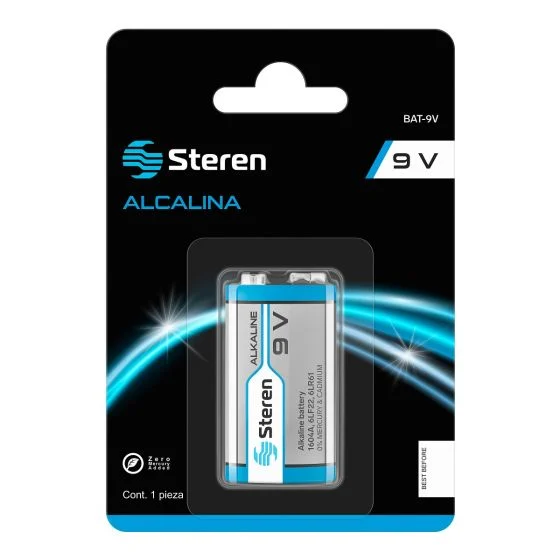 BAT-9V
Steren
9 V
ALCALINA
ALKALINE
9 V
Steren
Alkaline battery
1604A, 6LF22, 6LR61
0% MERCURY & CADMIUM
Zero
Mercury
Added
Cont. 1 pieza
BEST BEFORE